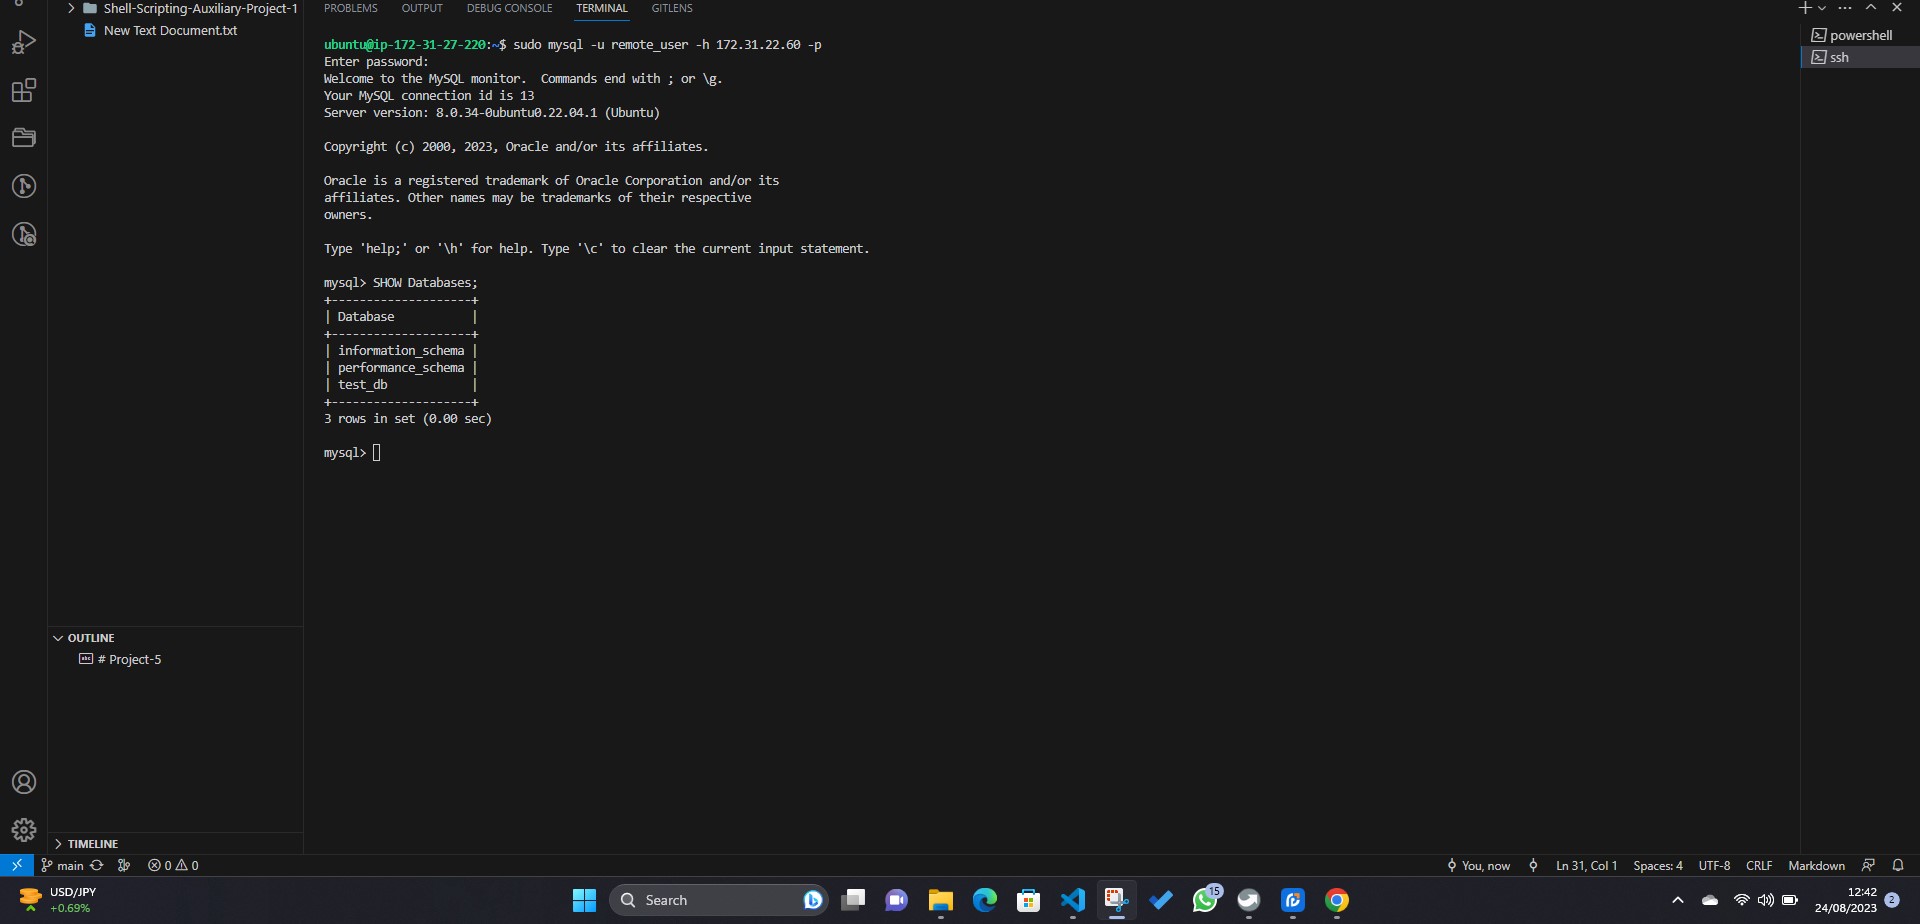 Shell-Scripting-Auxiliary-Project-1
New Text Document.txt
PROBLEMS OUTPUT DEBUG CONSOLE TERMINAL GITLENS
powershell
ssh
ubuntu@ip-172-31-27-220:~$ sudo mysql -u remote_user -h 172.31.22.60 -p
Enter password:
Welcome to the MySQL monitor.  Commands end with ; or \g.
Your MySQL connection id is 13
Server version: 8.0.34-0ubuntu0.22.04.1 (Ubuntu)
Copyright (c) 2000, 2023, Oracle and/or its affiliates.
Oracle is a registered trademark of Oracle Corporation and/or its
affiliates. Other names may be trademarks of their respective
owners.
Type 'help;' or '\h' for help. Type '\c' to clear the current input statement.
mysql> SHOW Databases;
+--------------------+
| Database           |
+--------------------+
| information_schema |
| performance_schema |
| test_db            |
+--------------------+
3 rows in set (0.00 sec)
mysql>
OUTLINE
# Project-5
TIMELINE
main 0 0
You, now Ln 31, Col 1 Spaces: 4 UTF-8 CRLF Markdown
USD/JPY
+0.69%
Search
15
12:42
24/08/2023
2